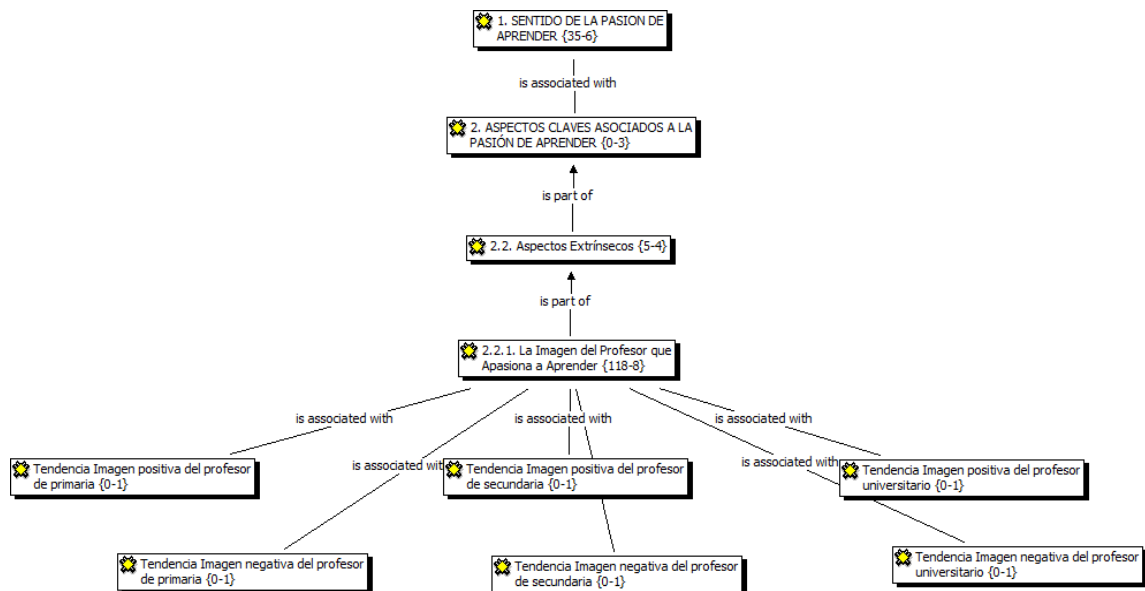 1. SENTIDO DE LA PASION DE
APRENDER {35-6}
is associated with
2. ASPECTOS CLAVES ASOCIADOS A LA
PASIÓN DE APRENDER {0-3}
is part of
2.2. Aspectos Extrínsecos {5-4}
is part of
2.2.1. La Imagen del Profesor que
Apasiona a Aprender {118-8}
is associated with
is associated with
is associated with
is associated with
is associated with
Tendencia Imagen positiva del profesor
de primaria {0-1}
Tendencia Imagen positiva del profesor
de secundaria {0-1}
Tendencia Imagen positiva del profesor
universitario {0-1}
Tendencia Imagen negativa del profesor
de primaria {0-1}
Tendencia Imagen negativa del profesor
de secundaria {0-1}
Tendencia Imagen negativa del profesor
universitario {0-1}